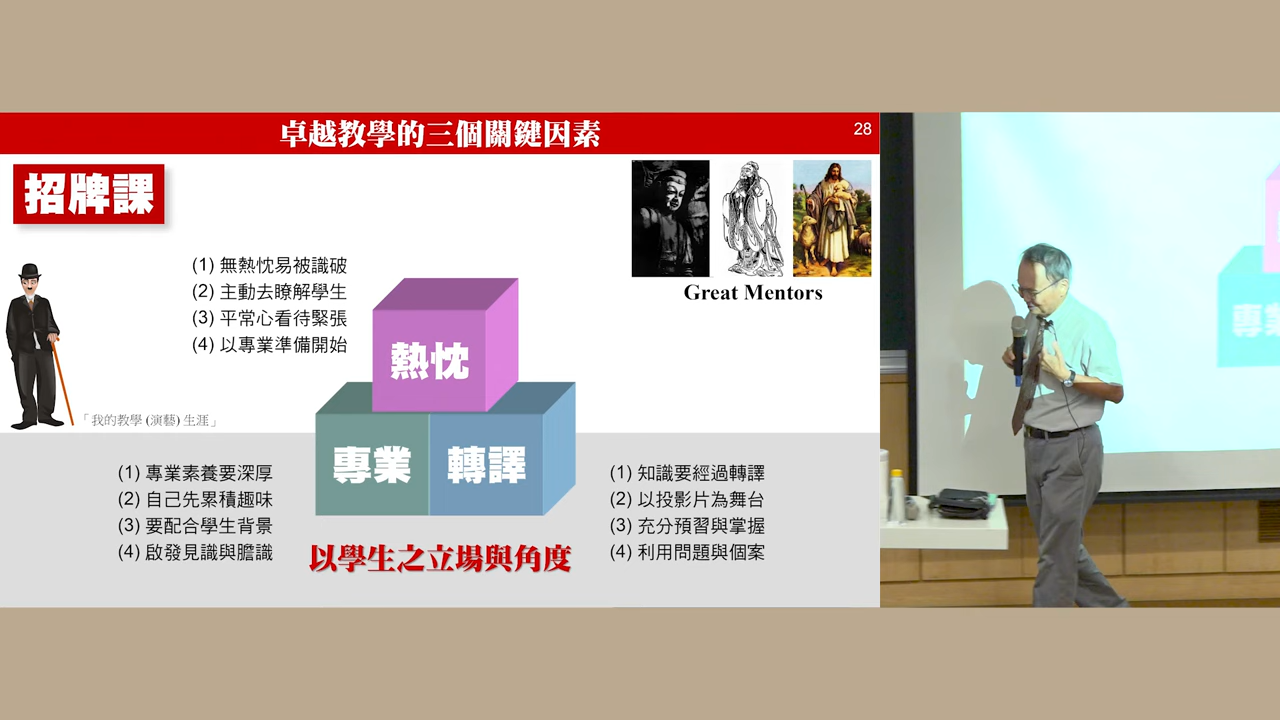 卓越教學的三個關鍵因素
28
招牌課
(1) 無熱忱易被識破
(2) 主動去瞭解學生
(3) 平常心看待緊張
(4) 以專業準備開始
Great Mentors
熱忱
「我的教學 (演藝) 生涯」
專業
轉譯
(1) 專業素養要深厚
(2) 自己先累積趣味
(3) 要配合學生背景
(4) 啟發見識與膽識
(1) 知識要經過轉譯
(2) 以投影片為舞台
(3) 充分預習與掌握
(4) 利用問題與個案
以學生之立場與角度
專業